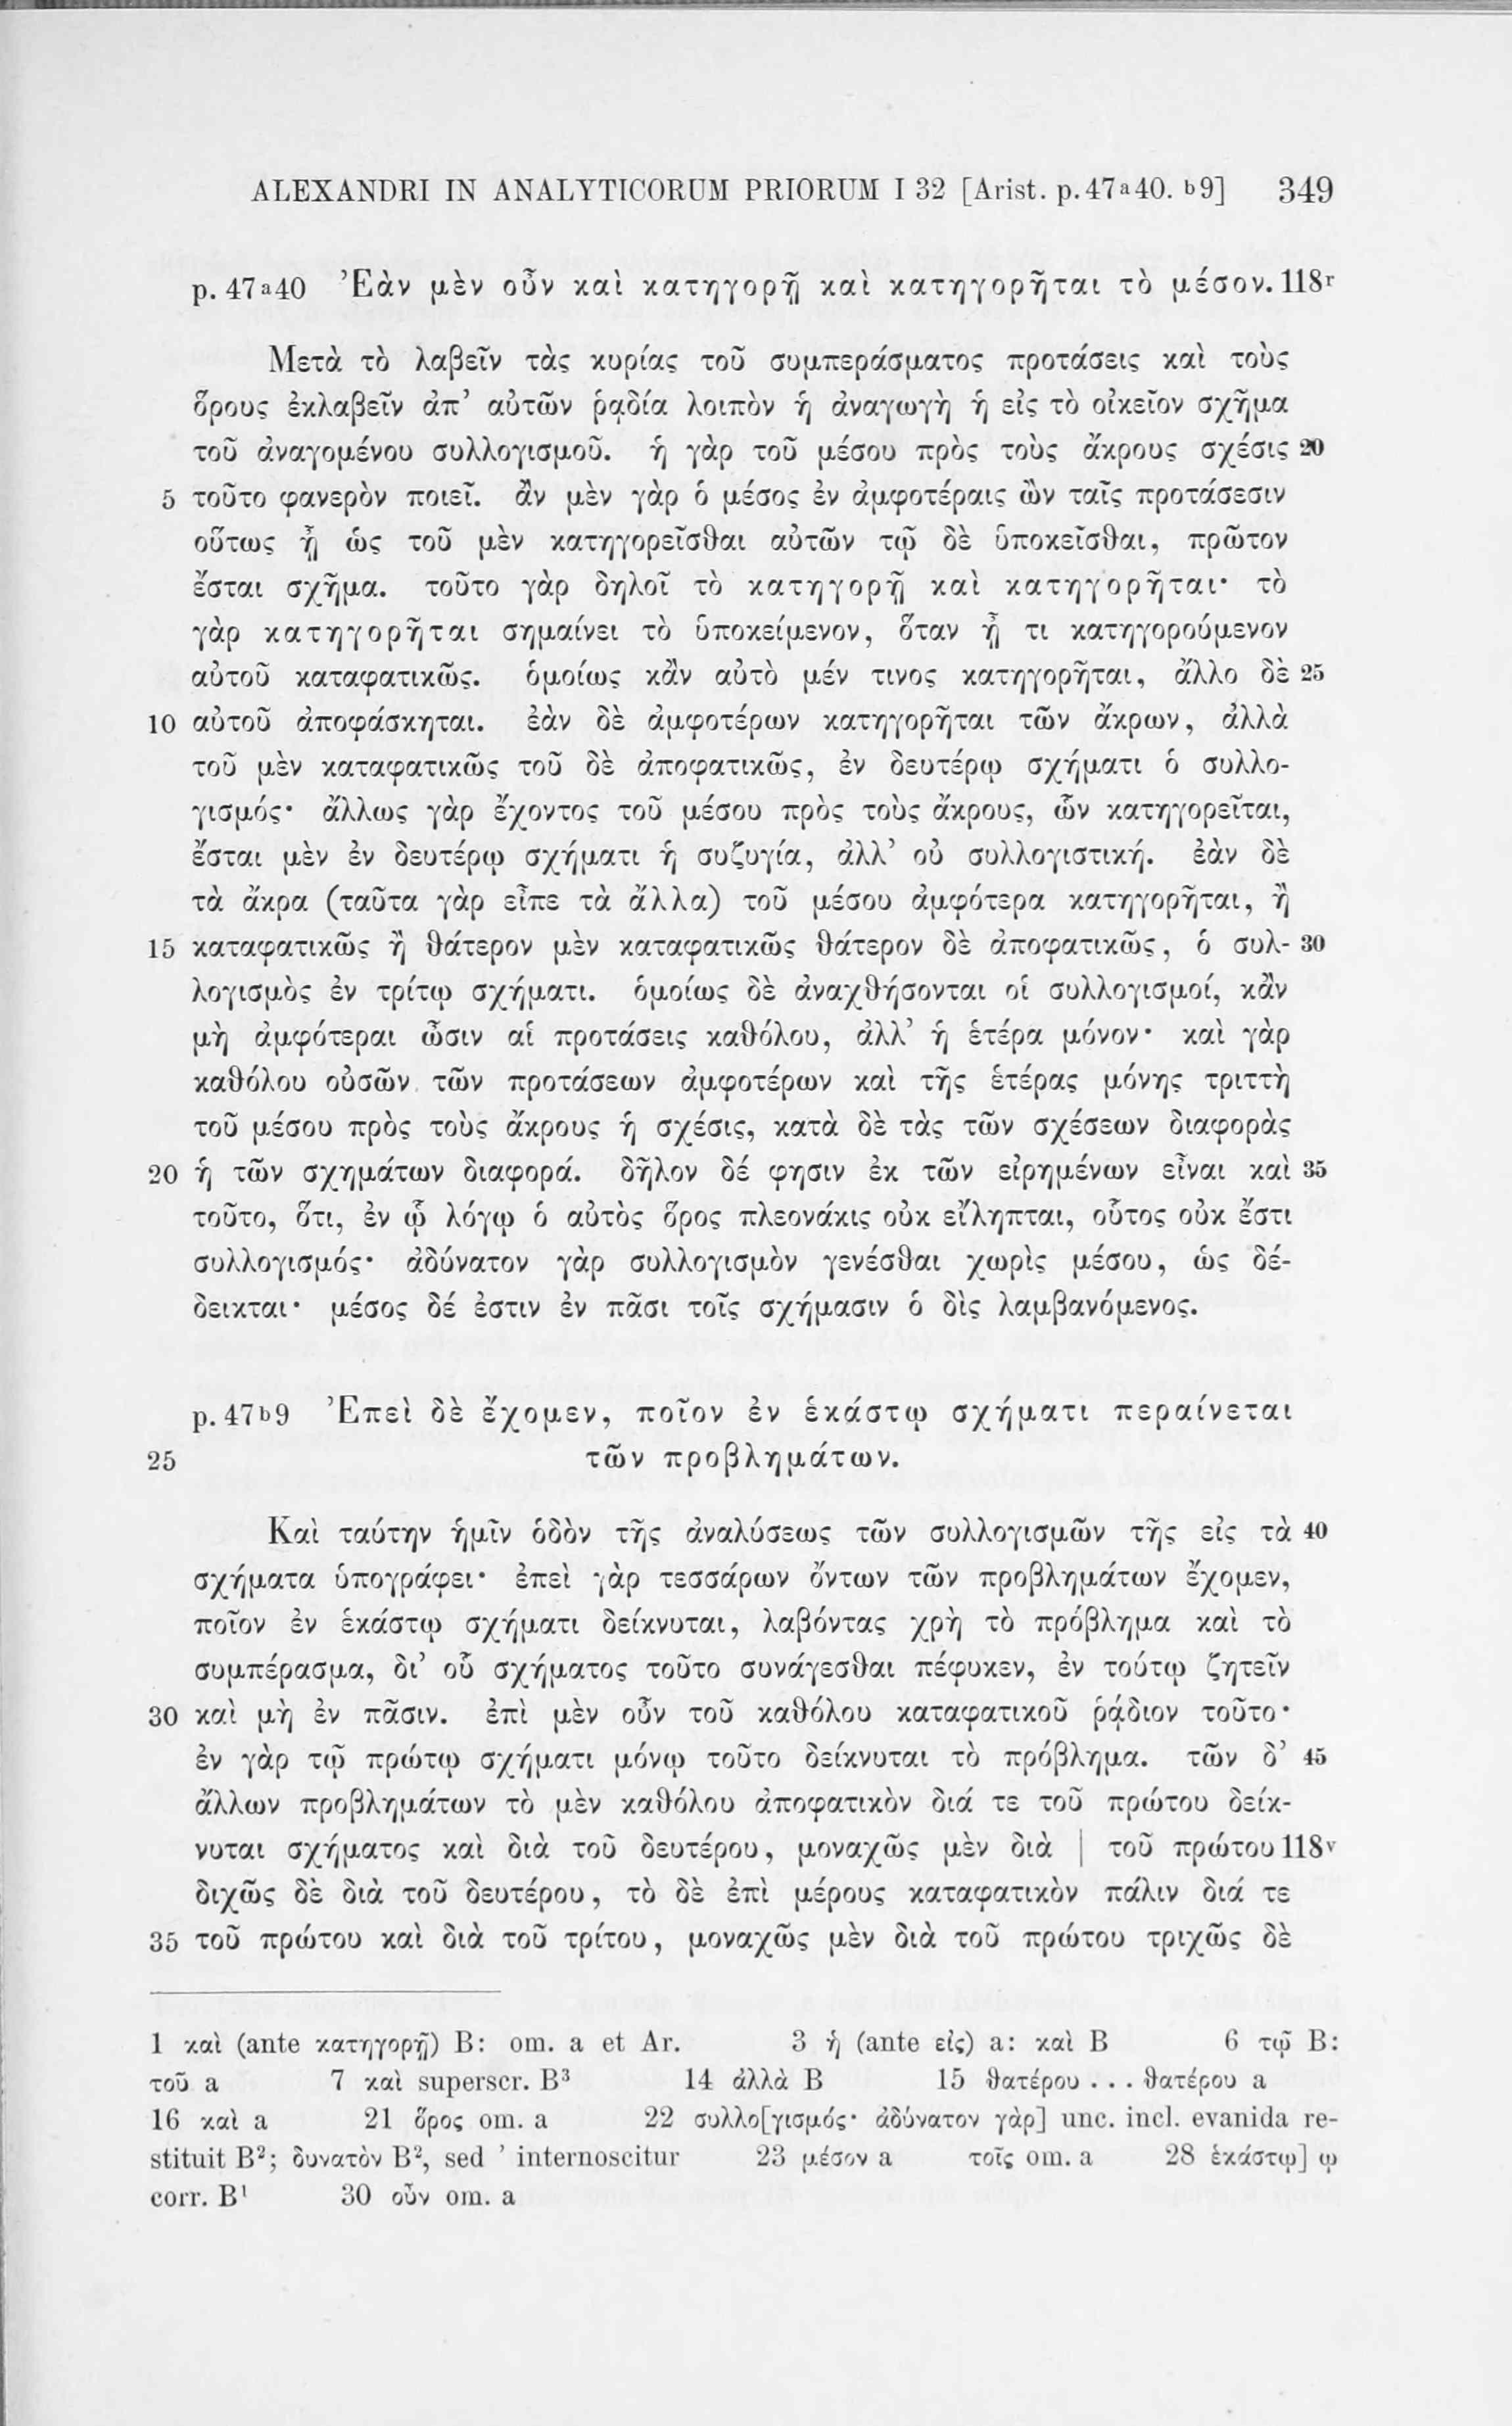 ALEXANDRI IN ANALYTICORUM PRIORUM I 32 [Arist. p. 47ᵃ40. ᵇ9] 349
p. 47ᵃ40 Ἐὰν μὲν οὖν καὶ κατηγορῇ καὶ κατηγορῆται τὸ μέσον. 118ʳ
Μετὰ τὸ λαβεῖν τὰς κυρίας τοῦ συμπεράσματος προτάσεις καὶ τοὺς
ὅρους ἐκλαβεῖν ἀπ’ αὐτῶν ῥᾳδία λοιπὸν ἡ ἀναγωγὴ ἡ εἰς τὸ οἰκεῖον σχῆμα
τοῦ ἀναγομένου συλλογισμοῦ. ἡ γὰρ τοῦ μέσου πρὸς τοὺς ἄκρους σχέσις 20
5 τοῦτο φανερὸν ποιεῖ. ἂν μὲν γὰρ ὁ μέσος ἐν ἀμφοτέραις ὢν ταῖς προτάσεσιν
οὕτως ᾖ ὡς τοῦ μὲν κατηγορεῖσθαι αὐτῶν τῷ δὲ ὑποκεῖσθαι, πρῶτον
ἔσται σχῆμα. τοῦτο γὰρ δηλοῖ τὸ κατηγορῇ καὶ κατηγορῆται· τὸ
γὰρ κατηγορῆται σημαίνει τὸ ὑποκείμενον, ὅταν ᾖ τι κατηγορούμενον
αὐτοῦ καταφατικῶς. ὁμοίως κἂν αὐτὸ μέν τινος κατηγορῆται, ἄλλο δὲ 25
10 αὐτοῦ ἀποφάσκηται. ἐὰν δὲ ἀμφοτέρων κατηγορῆται τῶν ἄκρων, ἀλλὰ
τοῦ μὲν καταφατικῶς τοῦ δὲ ἀποφατικῶς, ἐν δευτέρῳ σχήματι ὁ συλλο-
γισμός· ἄλλως γὰρ ἔχοντος τοῦ μέσου πρὸς τοὺς ἄκρους, ὧν κατηγορεῖται,
ἔσται μὲν ἐν δευτέρῳ σχήματι ἡ συζυγία, ἀλλ’ οὐ συλλογιστική. ἐὰν δὲ
τὰ ἄκρα (ταῦτα γὰρ εἶπε τὰ ἄλλα) τοῦ μέσου ἀμφότερα κατηγορῆται, ἢ
15 καταφατικῶς ἢ θάτερον μὲν καταφατικῶς θάτερον δὲ ἀποφατικῶς, ὁ συλ- 30
λογισμὸς ἐν τρίτῳ σχήματι. ὁμοίως δὲ ἀναχθήσονται οἱ συλλογισμοί, κἂν
μὴ ἀμφότεραι ὦσιν αἱ προτάσεις καθόλου, ἀλλ’ ἡ ἑτέρα μόνον· καὶ γὰρ
καθόλου οὐσῶν τῶν προτάσεων ἀμφοτέρων καὶ τῆς ἑτέρας μόνης τριττὴ
τοῦ μέσου πρὸς τοὺς ἄκρους ἡ σχέσις, κατὰ δὲ τὰς τῶν σχέσεων διαφορὰς
20 ἡ τῶν σχημάτων διαφορά. δῆλον δέ φησιν ἐκ τῶν εἰρημένων εἶναι καὶ 35
τοῦτο, ὅτι, ἐν ᾧ λόγῳ ὁ αὐτὸς ὅρος πλεονάκις οὐκ εἴληπται, οὗτος οὐκ ἔστι
συλλογισμός· ἀδύνατον γὰρ συλλογισμὸν γενέσθαι χωρὶς μέσου, ὡς δέ-
δεικται· μέσος δέ ἐστιν ἐν πᾶσι τοῖς σχήμασιν ὁ δὶς λαμβανόμενος.
p. 47ᵇ9 Ἐπεὶ δὲ ἔχομεν, ποῖον ἐν ἑκάστῳ σχήματι περαίνεται
25 τῶν προβλημάτων.
Καὶ ταύτην ἡμῖν ὁδὸν τῆς ἀναλύσεως τῶν συλλογισμῶν τῆς εἰς τὰ 40
σχήματα ὑπογράφει· ἐπεὶ γὰρ τεσσάρων ὄντων τῶν προβλημάτων ἔχομεν,
ποῖον ἐν ἑκάστῳ σχήματι δείκνυται, λαβόντας χρὴ τὸ πρόβλημα καὶ τὸ
συμπέρασμα, δι’ οὗ σχήματος τοῦτο συνάγεσθαι πέφυκεν, ἐν τούτῳ ζητεῖν
30 καὶ μὴ ἐν πᾶσιν. ἐπὶ μὲν οὖν τοῦ καθόλου καταφατικοῦ ῥᾴδιον τοῦτο·
ἐν γὰρ τῷ πρώτῳ σχήματι μόνῳ τοῦτο δείκνυται τὸ πρόβλημα. τῶν δ’ 45
ἄλλων προβλημάτων τὸ μὲν καθόλου ἀποφατικὸν διά τε τοῦ πρώτου δείκ-
νυται σχήματος καὶ διὰ τοῦ δευτέρου, μοναχῶς μὲν διὰ | τοῦ πρώτου 118ᵛ
διχῶς δὲ διὰ τοῦ δευτέρου, τὸ δὲ ἐπὶ μέρους καταφατικὸν πάλιν διά τε
35 τοῦ πρώτου καὶ διὰ τοῦ τρίτου, μοναχῶς μὲν διὰ τοῦ πρώτου τριχῶς δὲ
1 καὶ (ante κατηγορῇ) B: om. a et Ar. 3 ἡ (ante εἰς) a: καὶ B 6 τῷ B:
τοῦ a 7 καὶ superscr. B³ 14 ἀλλὰ B 15 θατέρου . . . θατέρου a
16 καὶ a 21 ὅρος om. a 22 συλλο[γισμός· ἀδύνατον γὰρ] unc. incl. evanida re-
stituit B²; δυνατὸν B², sed ’ internoscitur 23 μέσον a τοῖς om. a 28 ἑκάστῳ] ῳ
corr. B¹ 30 οὖν om. a